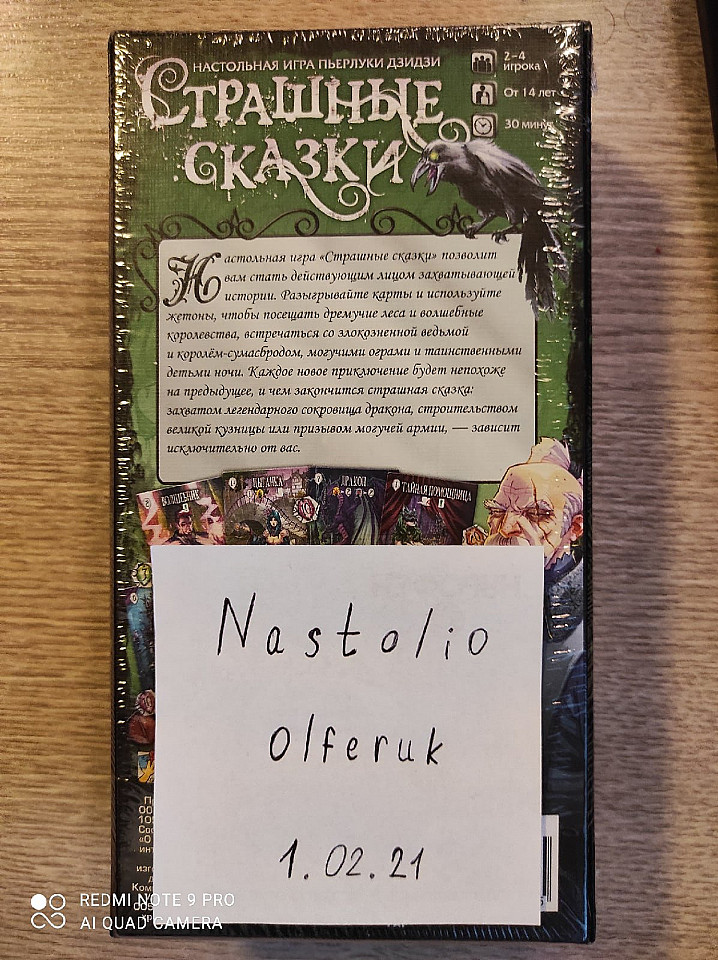 НАСТОЛЬНАЯ ИГРА ПЬЕРЛУКИ ДЗИДЗИ
СТРАШНЫЕ
СКАЗКИ
2–4
игрока
От 14 лет
30 минут
Настольная игра «Страшные сказки» позволит
вам стать действующим лицом захватывающей
истории. Разыгрывайте карты и используйте
жетоны, чтобы посещать дремучие леса и волшебные
королевства, встречаться со злокозненной ведьмой
и королём-сумасбродом, могучими ограми и таинственными
детьми ночи. Каждое новое приключение будет непохоже
на предыдущее, и чем закончится страшная сказка:
захватом легендарного сокровища дракона, строительством
великой кузницы или призывом могучей армии, — зависит
исключительно от вас.
ЦЫГАНКА
ДРАКОН
ТАЙНАЯ ПОМОЩНИЦА
Nastolio
Olferuk
1.02.21
REDMI NOTE 9 PRO
AI QUAD CAMERA